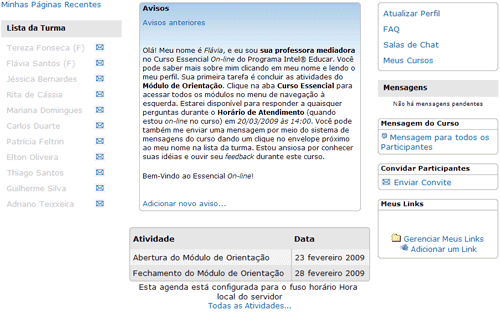 Minhas Páginas Recentes
Lista da Turma
Tereza Fonseca (F)
Flávia Santos (F)
Jéssica Bernardes
Rita de Cássia
Mariana Domingues
Carlos Duarte
Patrícia Feltrin
Elton Oliveira
Thiago Santos
Guilherme Silva
Adriano Teixxeira
Avisos
Avisos anteriores
Olá! Meu nome é Flávia, e eu sou sua professora mediadora
no Curso Essencial On-line do Programa Intel® Educar. Você
pode saber mais sobre mim clicando em meu nome e lendo o
meu perfil. Sua primeira tarefa é concluir as atividades do
Módulo de Orientação. Clique na aba Curso Essencial para
acessar todos os módulos no menu de navegação à
esquerda. Estarei disponível para responder a quaisquer
perguntas durante o Horário de Atendimento (quando
estou on-line no curso) em 20/03/2009 às 14:00. Você pode
também me enviar uma mensagem por meio do sistema de
mensagens do curso dando um clique no envelope próximo
ao meu nome na lista da turma. Estou ansiosa por conhecer
suas idéias e ouvir seu feedback durante este curso.
Bem-Vindo ao Essencial On-line!
Adicionar novo aviso...
Atividade Data
Abertura do Módulo de Orientação 23 fevereiro 2009
Fechamento do Módulo de Orientação 28 fevereiro 2009
Esta agenda está configurada para o fuso horário Hora
local do servidor
Todas as Atividades...
Atualizar Perfil
FAQ
Salas de Chat
Meus Cursos
Mensagens
Não há mensagens pendentes
Mensagem do Curso
Mensagem para todos os
Participantes
Convidar Participantes
Enviar Convite
Meus Links
Gerenciar Meus Links
Adicionar um Link